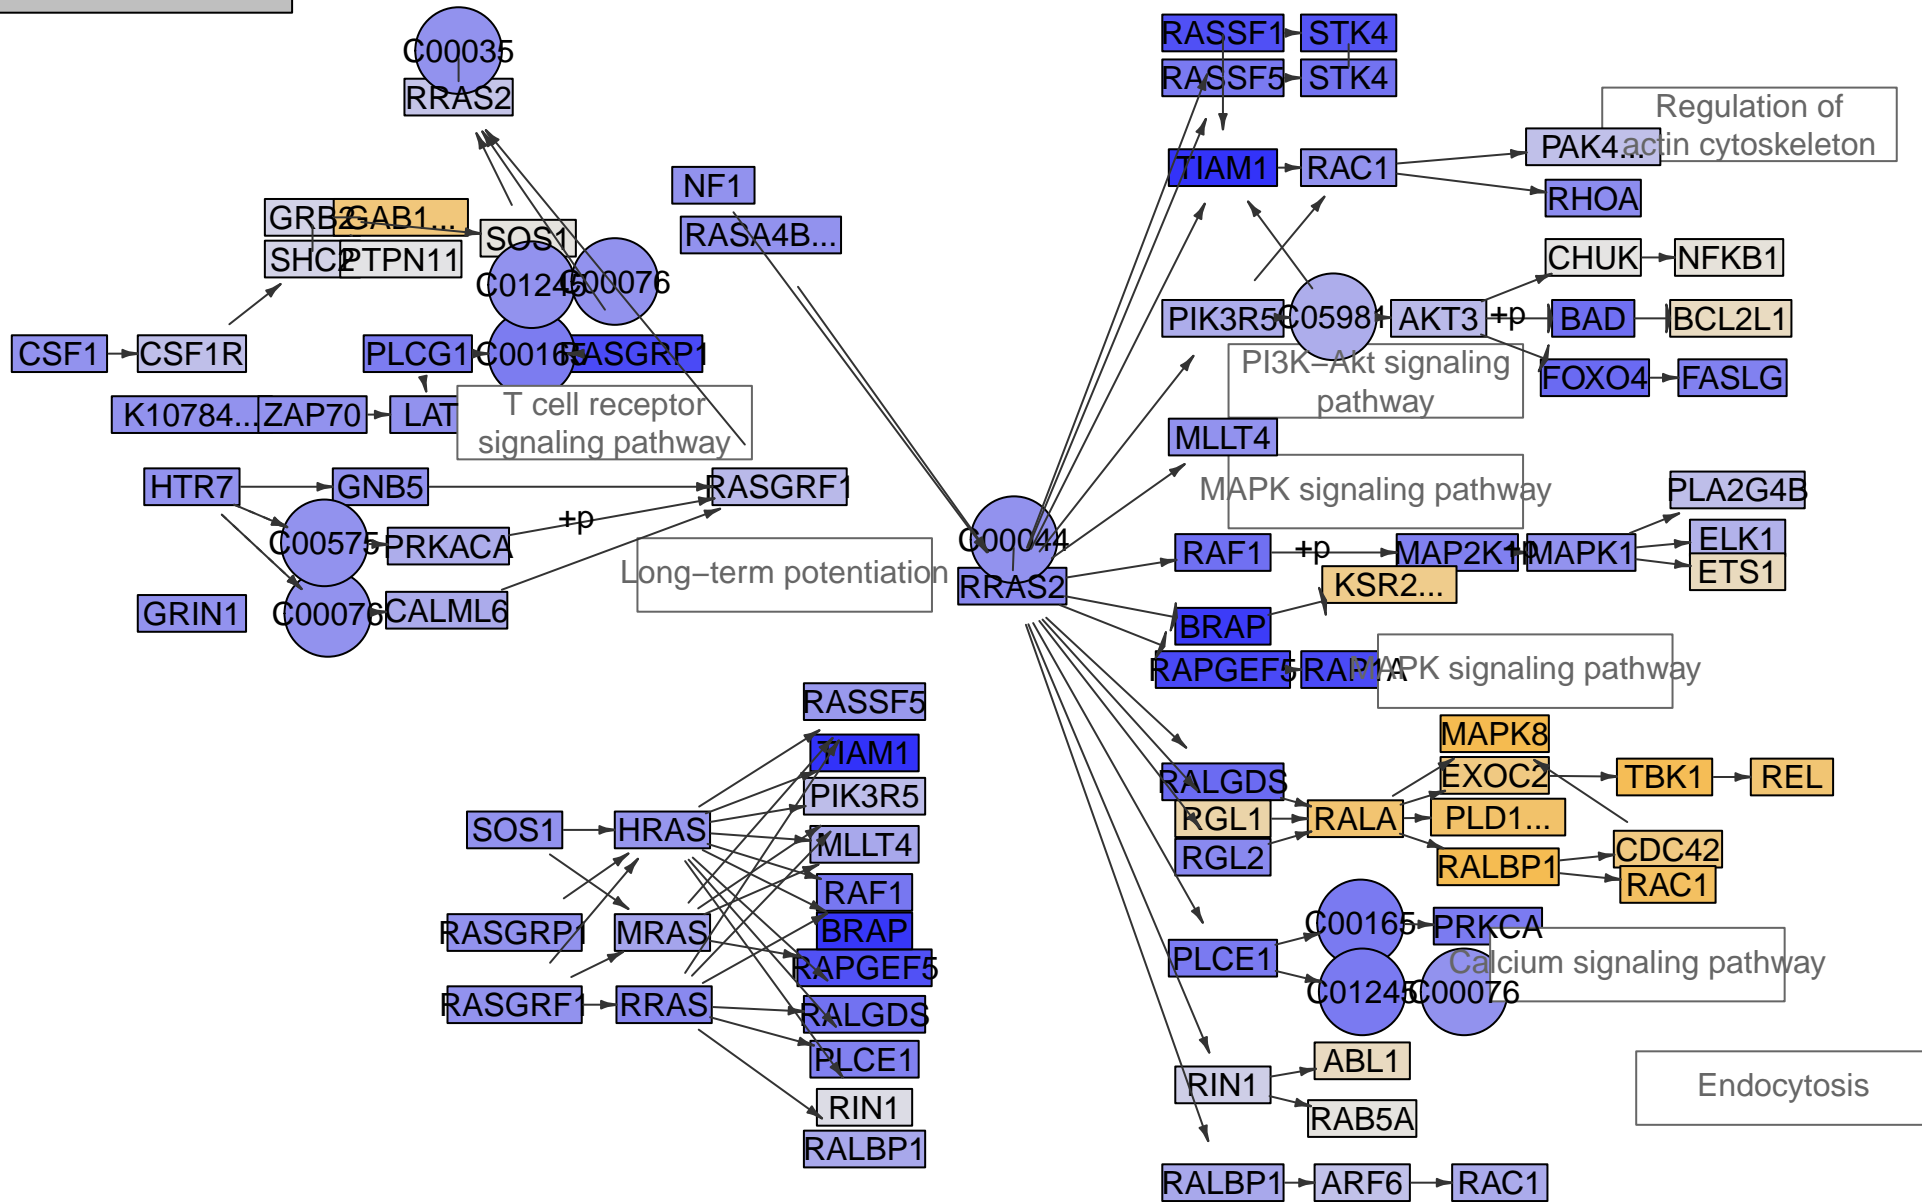 C00035
RRAS2
NF1
RASA4B...
GRB2
GAB1...
SOS1
SHC2
PTPN11
C01245
C00076
CSF1
CSF1R
PLCG1
C00165
RASGRP1
K10784...
ZAP70
LAT
T cell receptor
signaling pathway
HTR7
GNB5
RASGRF1
C00575
PRKACA
+p
GRIN1
C00076
CALML6
Long−term potentiation
C00044
RRAS2
RASSF1
STK4
RASSF5
STK4
Regulation of
actin cytoskeleton
TIAM1
RAC1
PAK4...
RHOA
CHUK
NFKB1
PIK3R5
C05981
AKT3
+p
BAD
BCL2L1
PI3K−Akt signaling
pathway
FOXO4
FASLG
MLLT4
MAPK signaling pathway
PLA2G4B
RAF1
+p
MAP2K1
+p
MAPK1
ELK1
ETS1
KSR2...
BRAP
RAPGEF5
RAP1A
MAPK signaling pathway
RASSF5
TIAM1
PIK3R5
SOS1
HRAS
MLLT4
RAF1
RASGRP1
MRAS
BRAP
RAPGEF5
RASGRF1
RRAS
RALGDS
PLCE1
RIN1
RALBP1
MAPK8
RALGDS
EXOC2
TBK1
REL
RGL1
RALA
PLD1...
RGL2
RALBP1
CDC42
RAC1
C00165
PRKCA
PLCE1
Calcium signaling pathway
C01245
C00076
ABL1
RIN1
RAB5A
Endocytosis
RALBP1
ARF6
RAC1